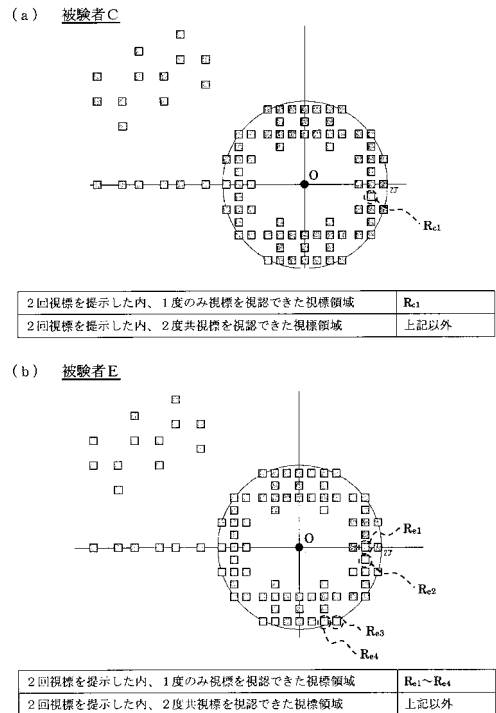 (a) 被験者C
O
27
Rc1
2回視標を提示した内、1度のみ視標を視認できた視標領域 Rc1
2回視標を提示した内、2度共視標を視認できた視標領域 上記以外
(b) 被験者E
O
Re1
27
Re2
Re3
Re4
2回視標を提示した内、1度のみ視標を視認できた視標領域 Re1~Re4
2回視標を提示した内、2度共視標を視認できた視標領域 上記以外